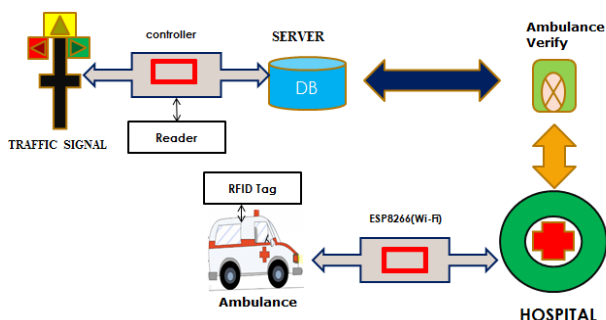 controller
SERVER
Ambulance
Verify
DB
TRAFFIC SIGNAL
Reader
RFID Tag
ESP8266(Wi-Fi)
Ambulance
HOSPITAL